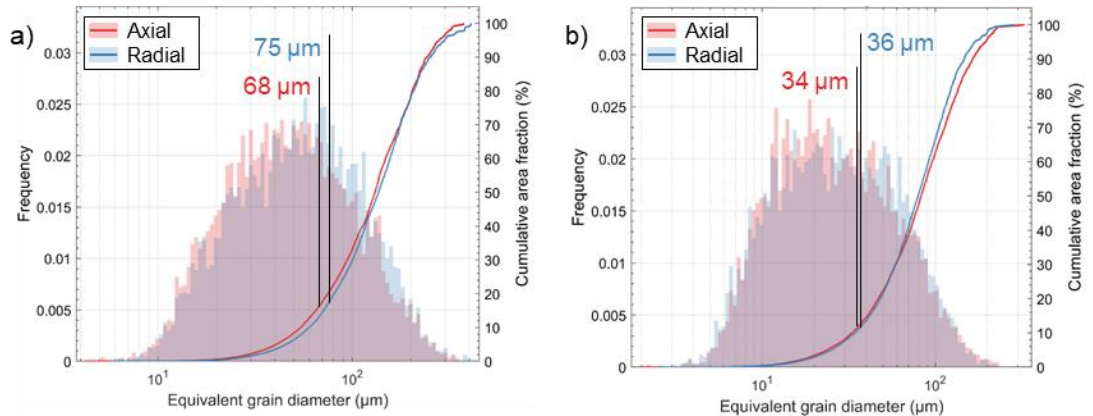 a)
Axial
Radial
75 µm
68 µm
Frequency
0.03
0.025
0.02
0.015
0.01
0.005
0
100
90
80
70
60
50
40
30
20
10
0
Cumulative area fraction (%)
10¹
10²
Equivalent grain diameter (µm)
b)
Axial
Radial
36 µm
34 µm
Frequency
0.03
0.025
0.02
0.015
0.01
0.005
0
100
90
80
70
60
50
40
30
20
10
0
Cumulative area fraction (%)
10¹
10²
Equivalent grain diameter (µm)